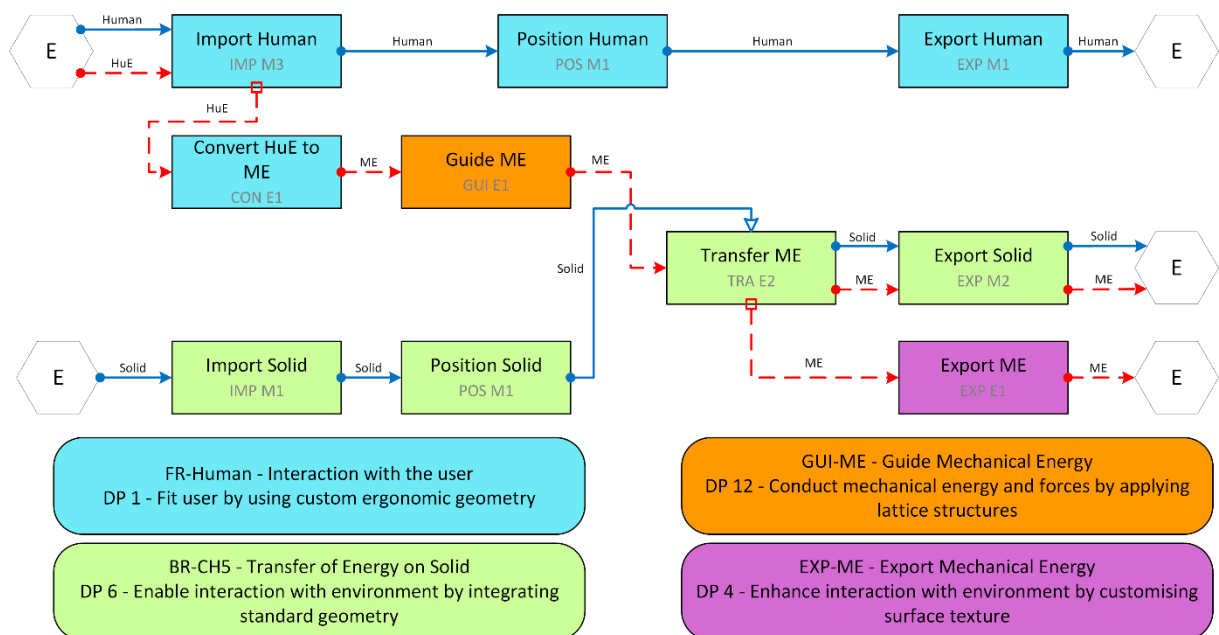 Human
E
HuE
Import Human
IMP M3
Human
Position Human
POS M1
Human
Export Human
EXP M1
Human
E
HuE
Convert HuE to
ME
CON E1
ME
Guide ME
GUI E1
ME
Solid
Transfer ME
TRA E2
Solid
ME
Export Solid
EXP M2
Solid
ME
E
E
Solid
Import Solid
IMP M1
Solid
Position Solid
POS M1
ME
Export ME
EXP E1
ME
E
FR-Human - Interaction with the user
DP 1 - Fit user by using custom ergonomic geometry
GUI-ME - Guide Mechanical Energy
DP 12 - Conduct mechanical energy and forces by applying
lattice structures
BR-CH5 - Transfer of Energy on Solid
DP 6 - Enable interaction with environment by integrating
standard geometry
EXP-ME - Export Mechanical Energy
DP 4 - Enhance interaction with environment by customising
surface texture